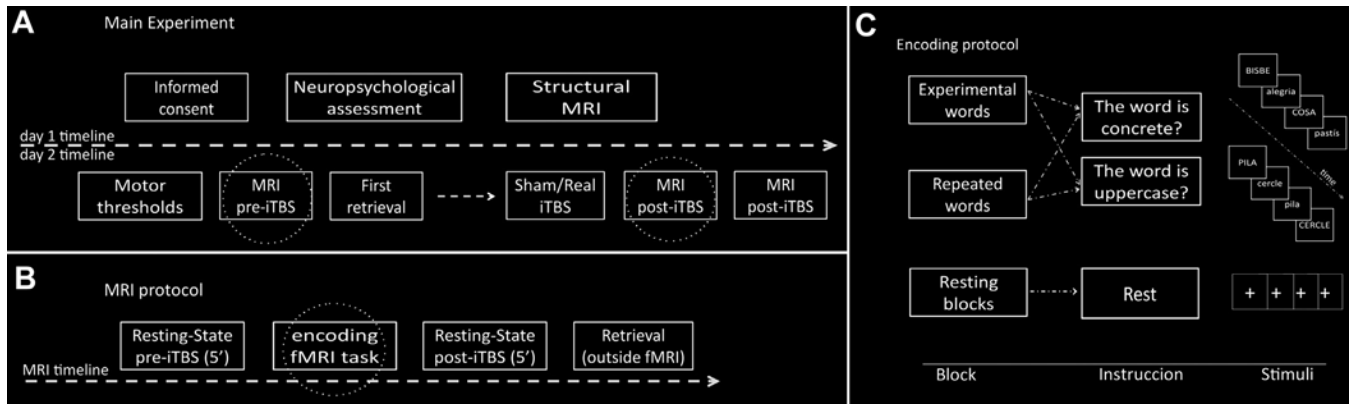 A
Main Experiment
Informed
consent
Neuropsychological
assessment
Structural
MRI
day 1 timeline
day 2 timeline
Motor
thresholds
MRI
pre-iTBS
First
retrieval
Sham/Real
iTBS
MRI
post-iTBS
MRI
post-iTBS
B
MRI protocol
Resting-State
pre-iTBS (5')
encoding
fMRI task
Resting-State
post-iTBS (5')
Retrieval
(outside fMRI)
MRI timeline
C
Encoding protocol
Experimental
words
The word is
concrete?
Repeated
words
The word is
uppercase?
Resting
blocks
Rest
BISBE
alegria
COSA
pastís
time
PILA
cercle
pila
CERCLE
+ + + +
Block
Instruccion
Stimuli